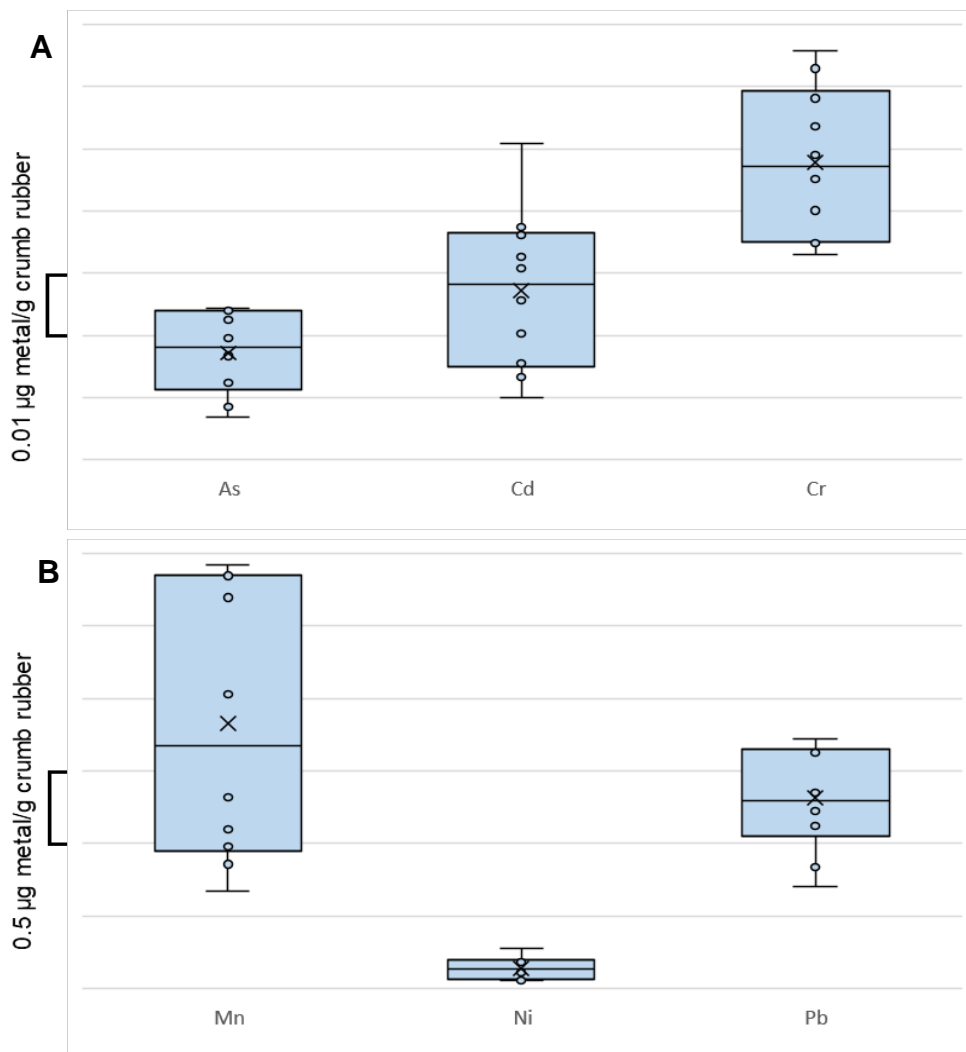 A
0.01 µg metal/g crumb rubber
As Cd Cr
B
0.5 µg metal/g crumb rubber
Mn Ni Pb